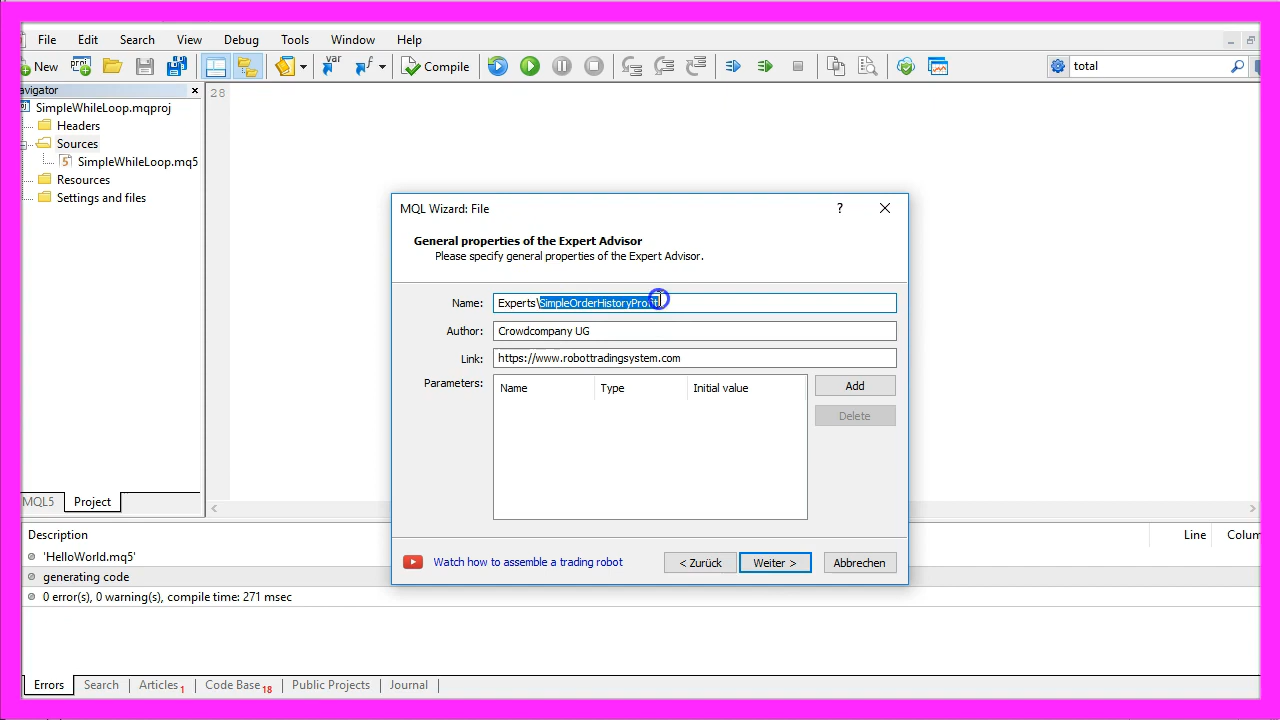 File Edit Search View Debug Tools Window Help
New Compile total
avigator
SimpleWhileLoop.mqproj
Headers
Sources
SimpleWhileLoop.mq5
Resources
Settings and files
28
MQL Wizard: File
General properties of the Expert Advisor
Please specify general properties of the Expert Advisor.
Name: Experts\SimpleOrderHistoryProfit
Author: Crowdcompany UG
Link: https://www.robottradingsystem.com
Parameters: Name Type Initial value
Add
Delete
Watch how to assemble a trading robot
< Zurück Weiter > Abbrechen
MQL5 Project
Description Line Colum
'HelloWorld.mq5'
generating code
0 error(s), 0 warning(s), compile time: 271 msec
Errors Search Articles 1 Code Base 18 Public Projects Journal